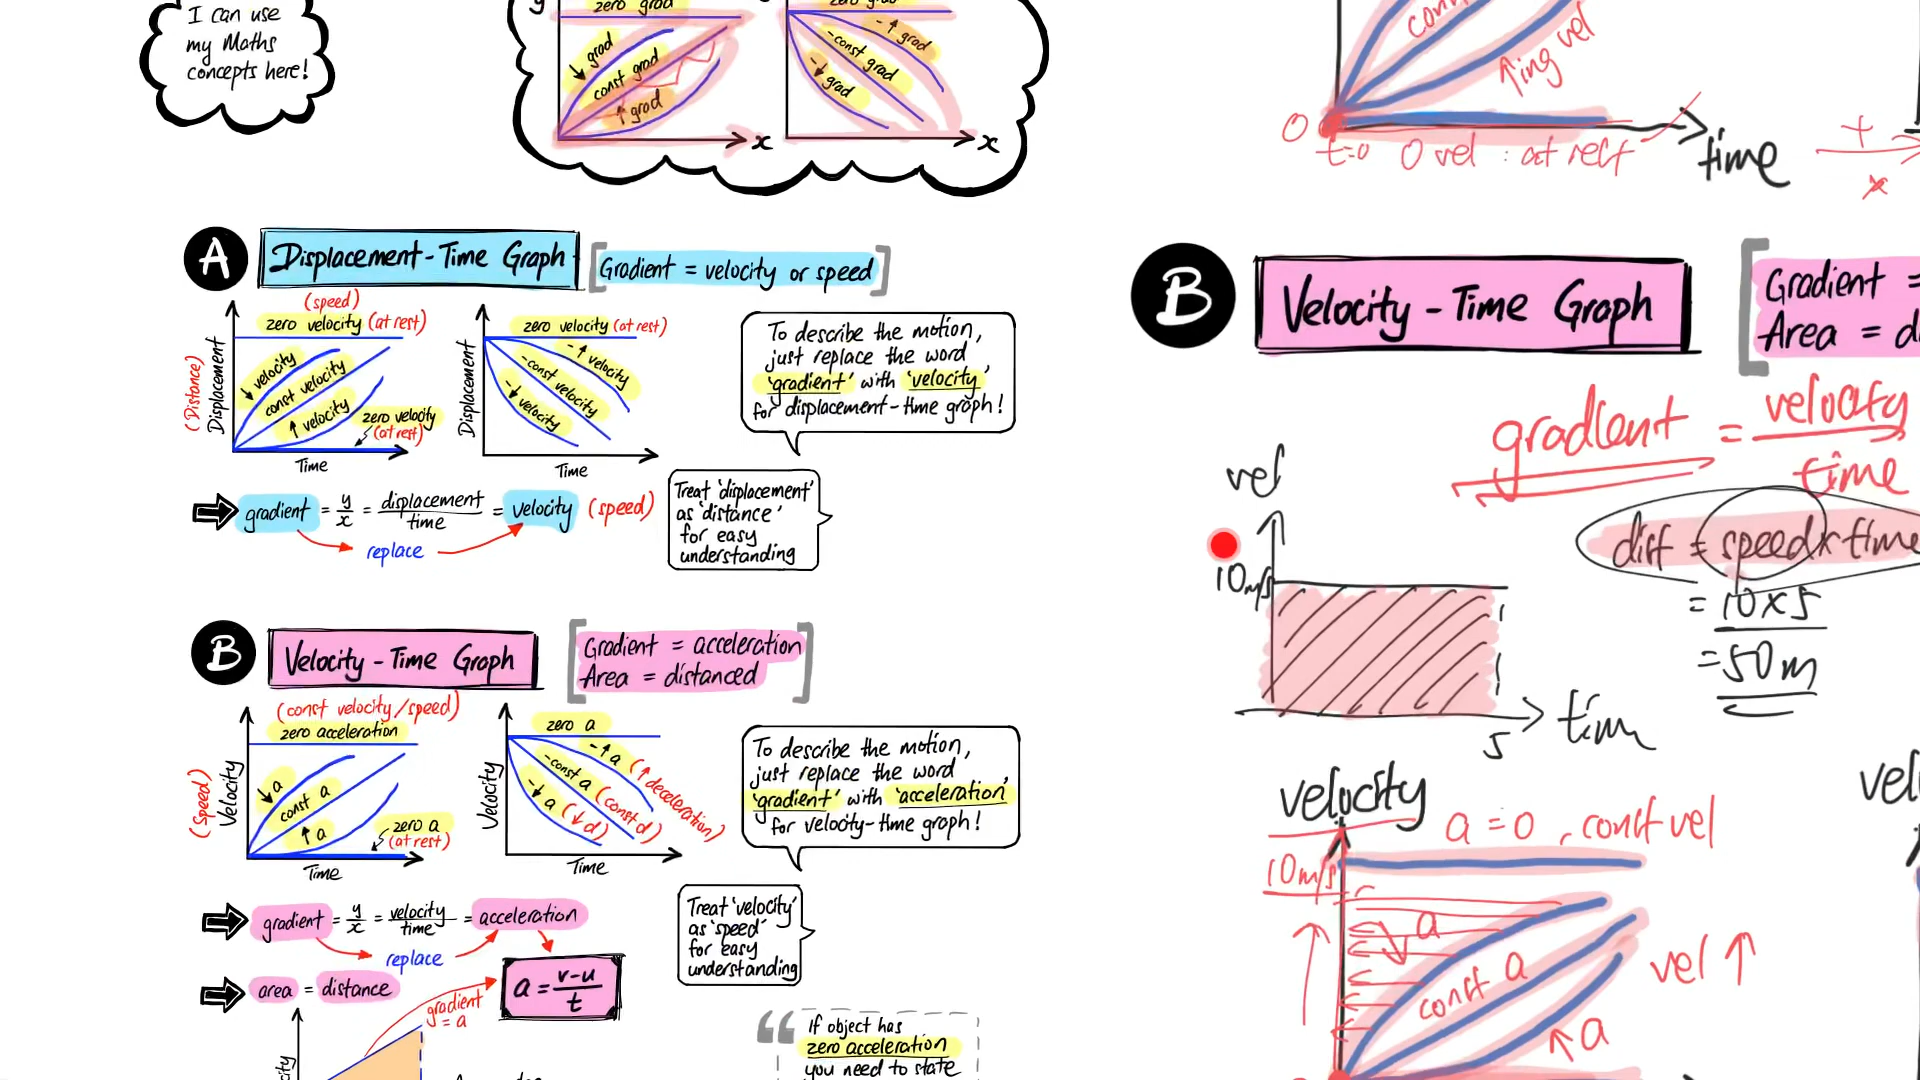 I can use
my Maths
concepts here!
y
zero grad
↓ grad
const grad
↑ grad
x
zero grad
-↑ grad
-const grad
-↓ grad
x
A
Displacement-Time Graph
[Gradient = velocity or speed]
(speed)
zero velocity (at rest)
↓ velocity
const velocity
↑ velocity
zero velocity
(at rest)
(Distance)
Displacement
Time
zero velocity (at rest)
-↑ velocity
-const velocity
-↓ velocity
Displacement
Time
To describe the motion,
just replace the word
'gradient' with 'velocity'
for displacement-time graph!
gradient = y/x = displacement/time = velocity (speed)
replace
Treat 'displacement'
as 'distance'
for easy
understanding
B
Velocity-Time Graph
[Gradient = acceleration
Area = distanced]
(const velocity/speed)
zero acceleration
↓ a
const a
↑ a
zero a
(at rest)
(Speed)
Velocity
Time
zero a
-↑ a (↑ deceleration)
-const a (const d)
-↓ a (↓ d)
Velocity
Time
To describe the motion,
just replace the word
'gradient' with 'acceleration'
for velocity-time graph!
gradient = y/x = velocity/time = acceleration
replace
area = distance
gradient
= a
a = v-u/t
Treat 'velocity'
as 'speed'
for easy
understanding
If object has
zero acceleration
you need to state
↑ing vel
0
t=0
0 vel : at rest
time
+
B
Velocity-Time Graph
[Gradient =
Area =
gradient = velocity/time
vel
10m/s
dist = speed x time
= 10 x 5
= 50m
5
velocity
a = 0, const vel
10m/s
↓ a
const a
↑ a
vel ↑